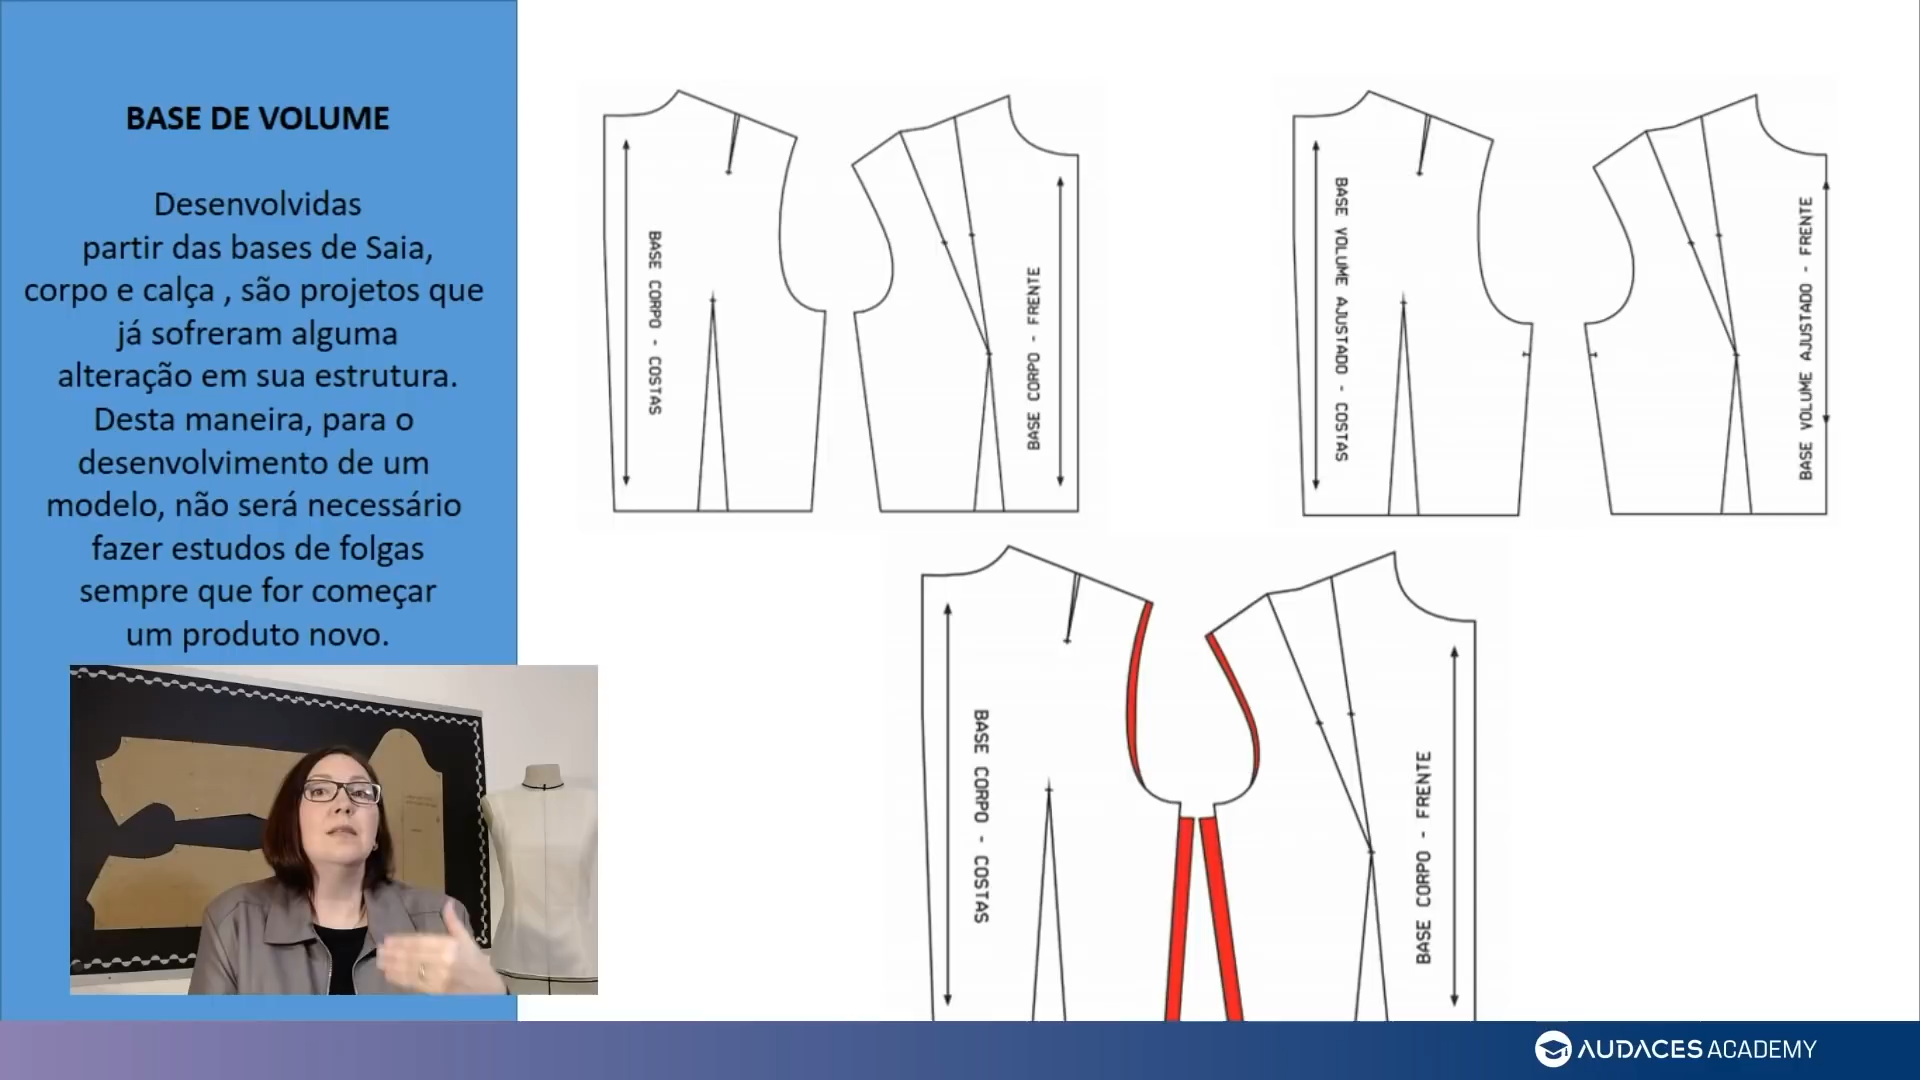 BASE DE VOLUME
Desenvolvidas
partir das bases de Saia,
corpo e calça , são projetos que
já sofreram alguma
alteração em sua estrutura.
Desta maneira, para o
desenvolvimento de um
modelo, não será necessário
fazer estudos de folgas
sempre que for começar
um produto novo.
BASE CORPO - COSTAS
BASE CORPO - FRENTE
BASE VOLUME AJUSTADO - COSTAS
BASE VOLUME AJUSTADO - FRENTE
BASE CORPO - COSTAS
BASE CORPO - FRENTE
AUDACES ACADEMY